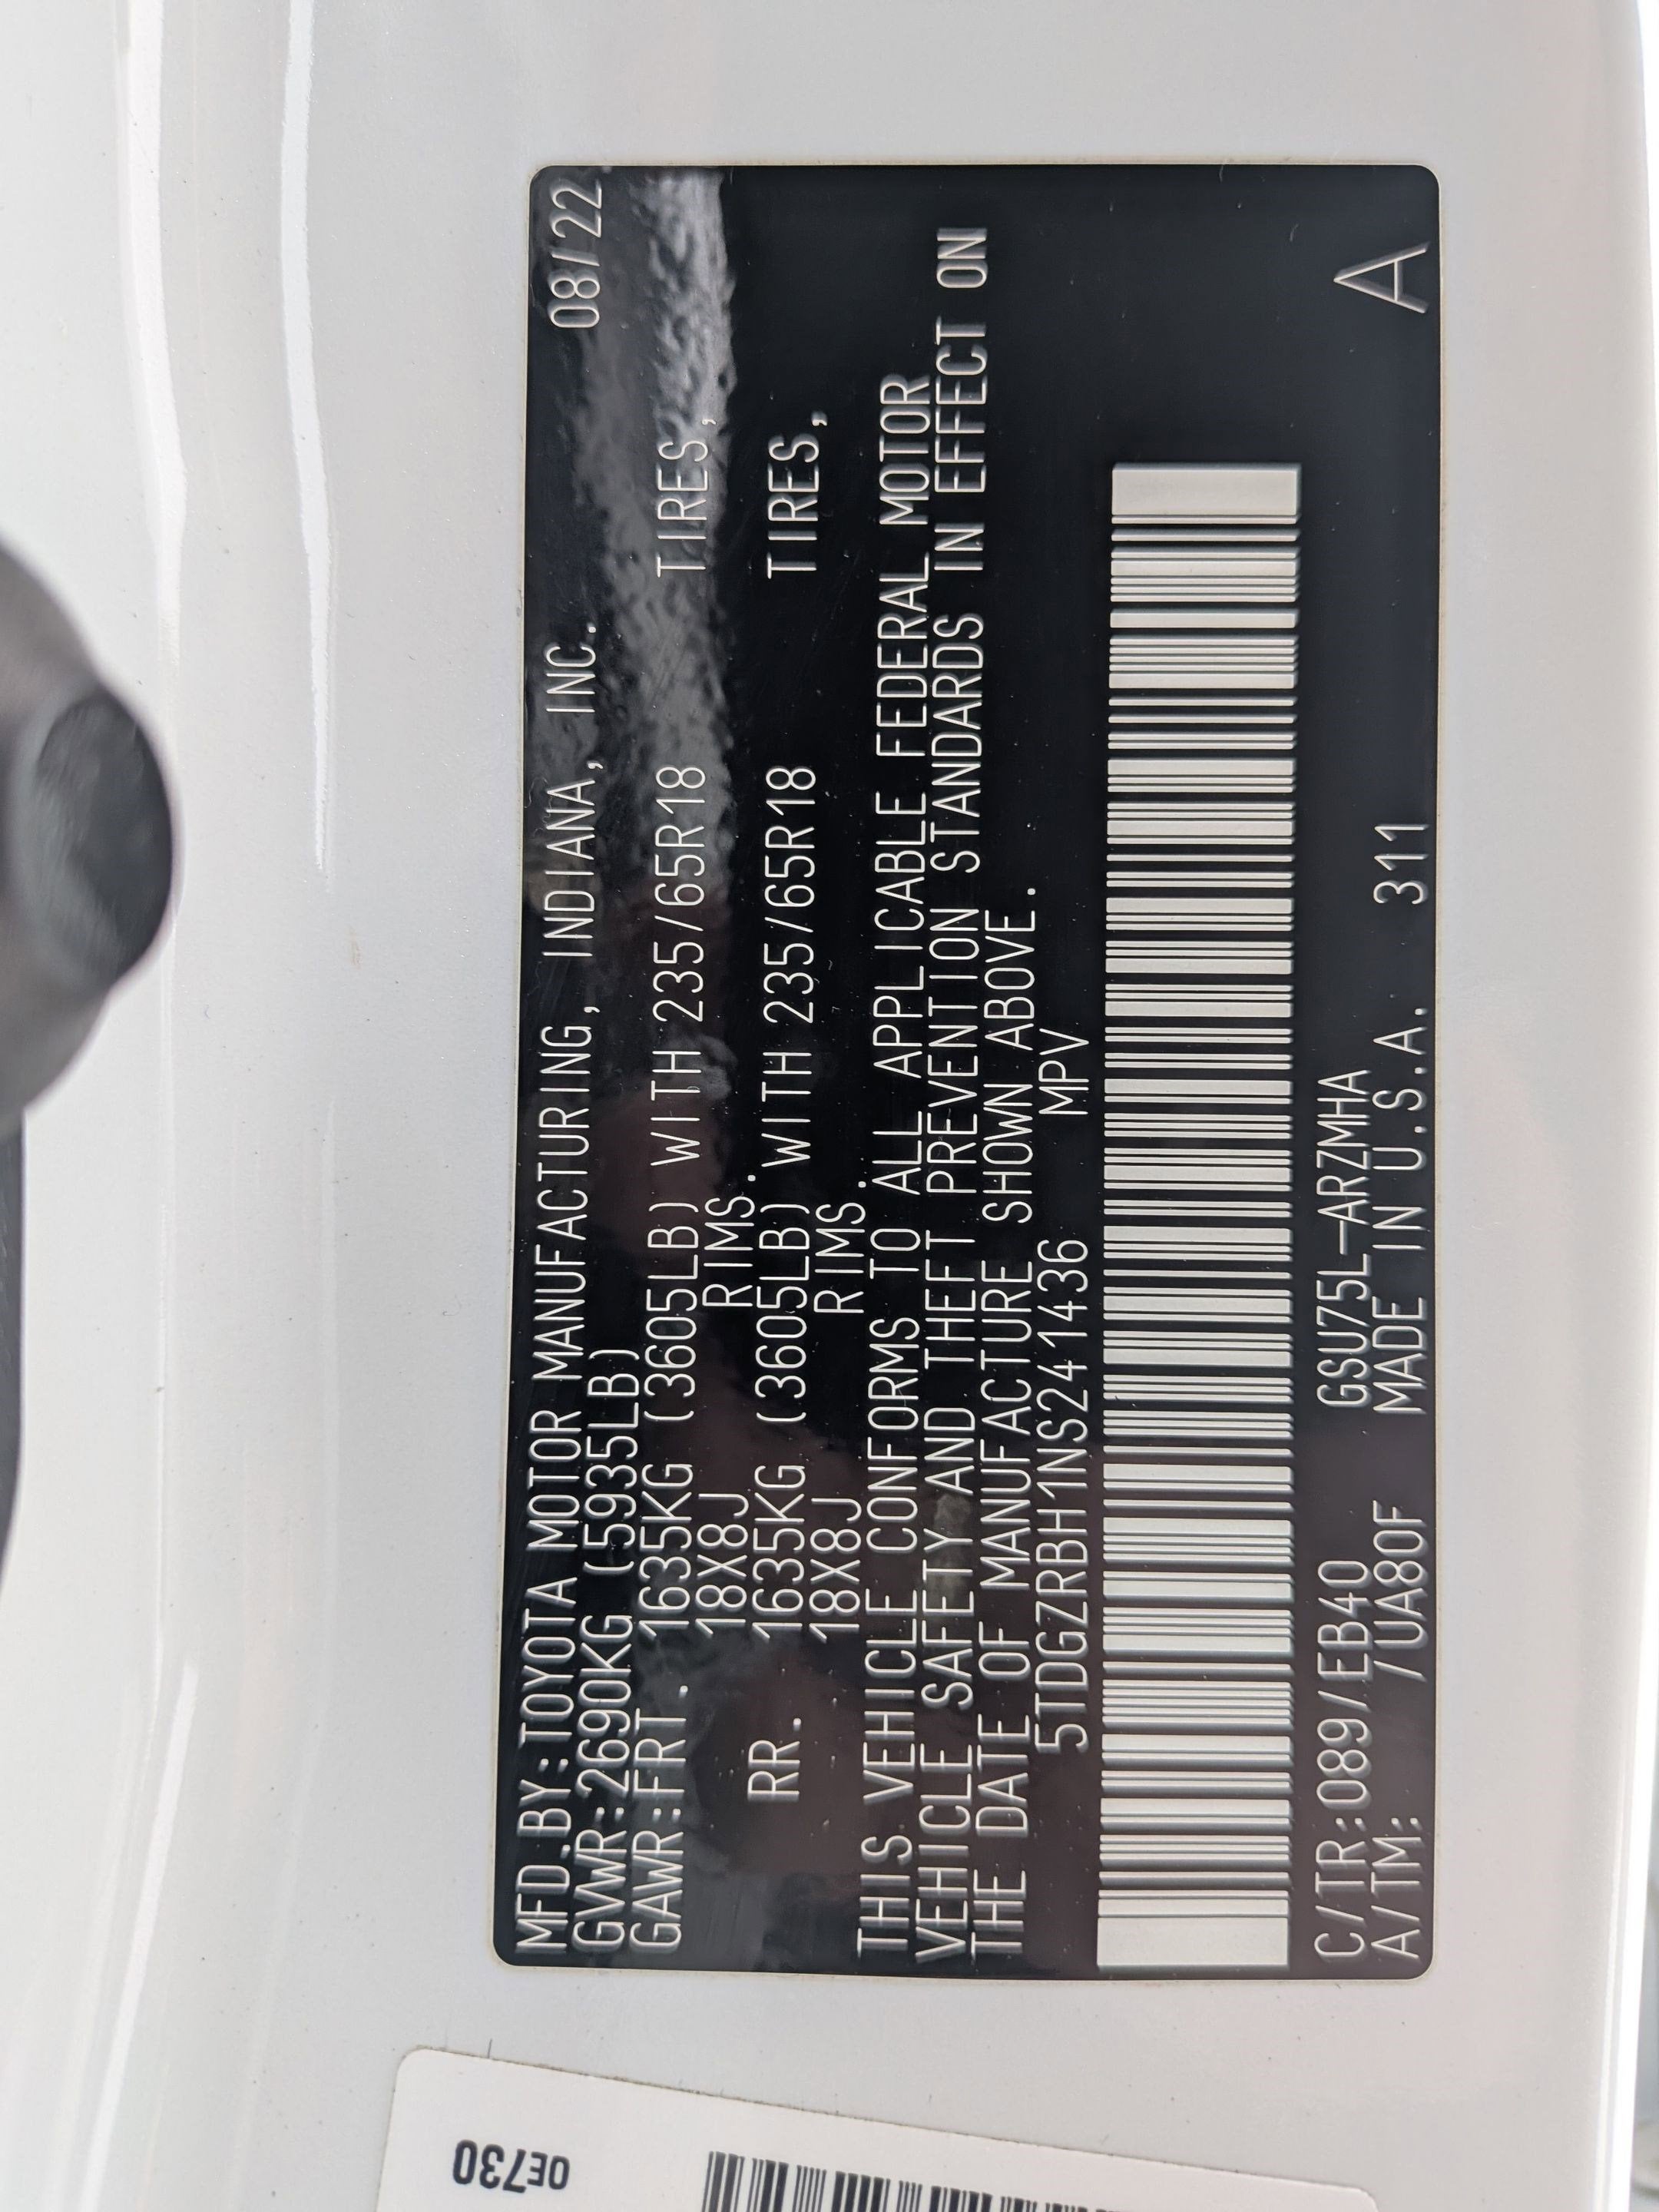 MFD.BY:TOYOTA MOTOR MANUFACTURING, INDIANA, INC. 08/22
GVWR:2690KG (5935LB)
GAWR:FRT. 1635KG (3605LB) WITH 235/65R18 TIRES,
18X8J RIMS.
RR. 1635KG (3605LB) WITH 235/65R18 TIRES,
18X8J RIMS.
THIS VEHICLE CONFORMS TO ALL APPLICABLE FEDERAL MOTOR
VEHICLE SAFETY AND THEFT PREVENTION STANDARDS IN EFFECT ON
THE DATE OF MANUFACTURE SHOWN ABOVE.
5TDGZRBH1NS241436 MPV
C/TR:089/EB40 GSU75L-ARZMHA
A/TM: /UA80F MADE IN U.S.A. 311 A
0E730